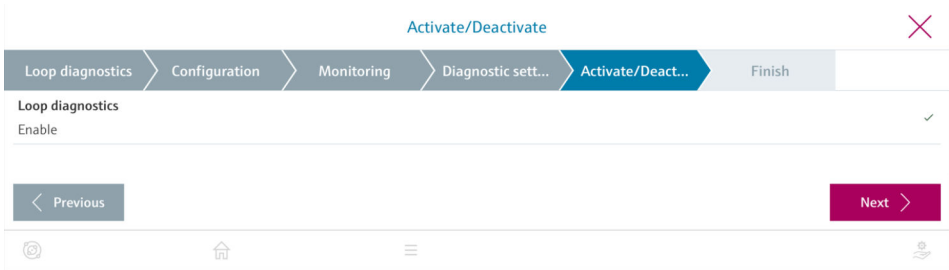 Activate/Deactivate
Loop diagnostics
Configuration
Monitoring
Diagnostic sett...
Activate/Deact...
Finish
Loop diagnostics
Enable
Previous
Next